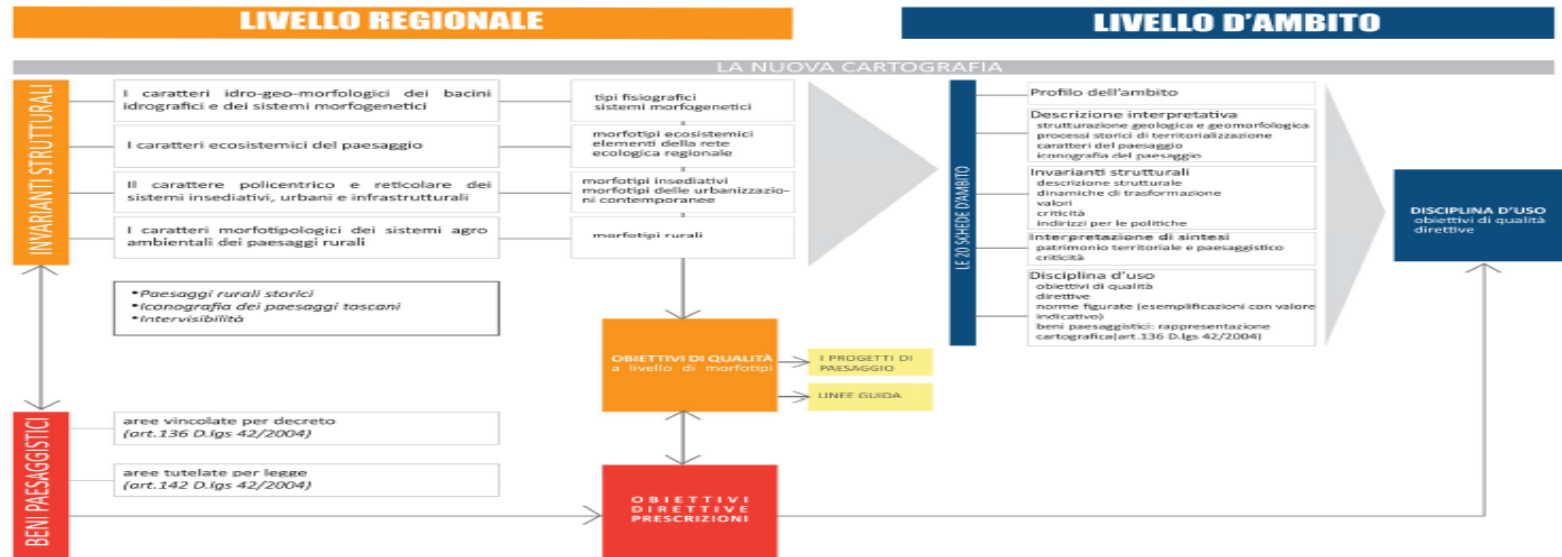 LIVELLO REGIONALE
LIVELLO D'AMBITO
LA NUOVA CARTOGRAFIA
INVARIANTI STRUTTURALI
I caratteri idro-geo-morfologici dei bacini
idrografici e dei sistemi morfogenetici
I caratteri ecosistemici del paesaggio
Il carattere policentrico e reticolare dei
sistemi insediativi, urbani e infrastrutturali
I caratteri morfotipologici dei sistemi agro
ambientali dei paesaggi rurali
tipi fisiografici
sistemi morfogenetici
morfotipi ecosistemici
elementi della rete
ecologica regionale
morfotipi insediativi
morfotipi delle urbanizzazio-
ni contemporanee
morfotipi rurali
•Paesaggi rurali storici
•Iconografia dei paesaggi toscani
•Intervisibilità
OBIETTIVI DI QUALITÀ
a livello di morfotipi
I PROGETTI DI
PAESAGGIO
LINEE GUIDA
BENI PAESAGGISTICI
aree vincolate per decreto
(art.136 D.lgs 42/2004)
aree tutelate per legge
(art.142 D.lgs 42/2004)
OBIETTIVI
DIRETTIVE
PRESCRIZIONI
LE 20 SCHEDE D'AMBITO
Profilo dell'ambito
Descrizione interpretativa
strutturazione geologica e geomorfologica
processi storici di territorializzazione
caratteri del paesaggio
iconografia del paesaggio
Invarianti strutturali
descrizione strutturale
dinamiche di trasformazione
valori
criticità
indirizzi per le politiche
Interpretazione di sintesi
patrimonio territoriale e paesaggistico
criticità
Disciplina d'uso
obiettivi di qualità
direttive
norme figurate (esemplificazioni con valore
indicativo)
beni paesaggistici: rappresentazione
cartografica(art.136 D.lgs 42/2004)
DISCIPLINA D'USO
obiettivi di qualità
direttive